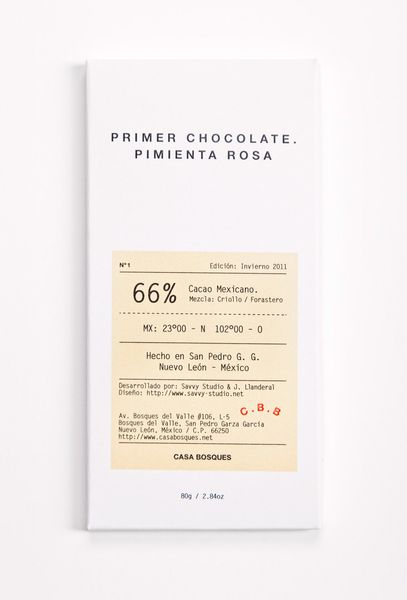 PRIMER CHOCOLATE.
PIMIENTA ROSA
Nº1
Edición: Invierno 2011
66%
Cacao Mexicano.
Mezcla: Criollo / Forastero
MX: 23º00 - N 102º00 - O
Hecho en San Pedro G. G.
Nuevo León - México
Desarrollado por: Savvy Studio & J. Llanderal
Diseño: http://www.savvy-studio.net
C.B.B
Av. Bosques del Valle #106, L-5
Bosques del Valle, San Pedro Garza García
Nuevo León, México / C.P. 66250
http://www.casabosques.net
CASA BOSQUES
80g / 2.84oz